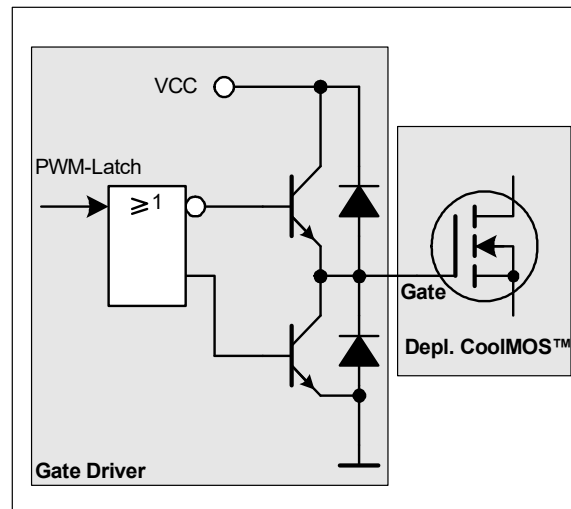 VCC
PWM-Latch
≥1
Gate
Depl. CoolMOS™
Gate Driver